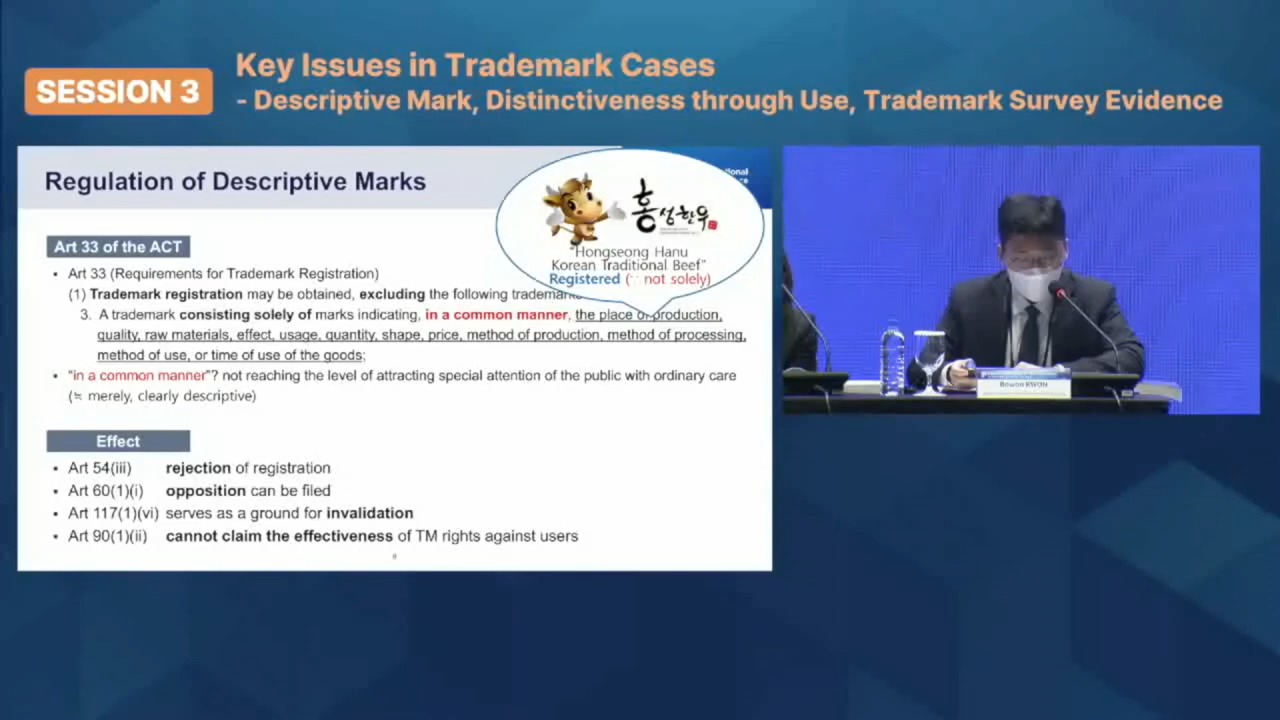 SESSION 3
Key Issues in Trademark Cases
- Descriptive Mark, Distinctiveness through Use, Trademark Survey Evidence
Regulation of Descriptive Marks
홍성한우
"Hongseong Hanu
Korean Traditional Beef"
Registered (∵ not solely)
Art 33 of the ACT
• Art 33 (Requirements for Trademark Registration)
(1) Trademark registration may be obtained, excluding the following
3. A trademark consisting solely of marks indicating, in a common manner, the place of production,
quality, raw materials, effect, usage, quantity, shape, price, method of production, method of processing,
method of use, or time of use of the goods;
• "in a common manner"? not reaching the level of attracting special attention of the public with ordinary care
(≒ merely, clearly descriptive)
Effect
• Art 54(iii) rejection of registration
• Art 60(1)(i) opposition can be filed
• Art 117(1)(vi) serves as a ground for invalidation
• Art 90(1)(ii) cannot claim the effectiveness of TM rights against users
Bowon KWON